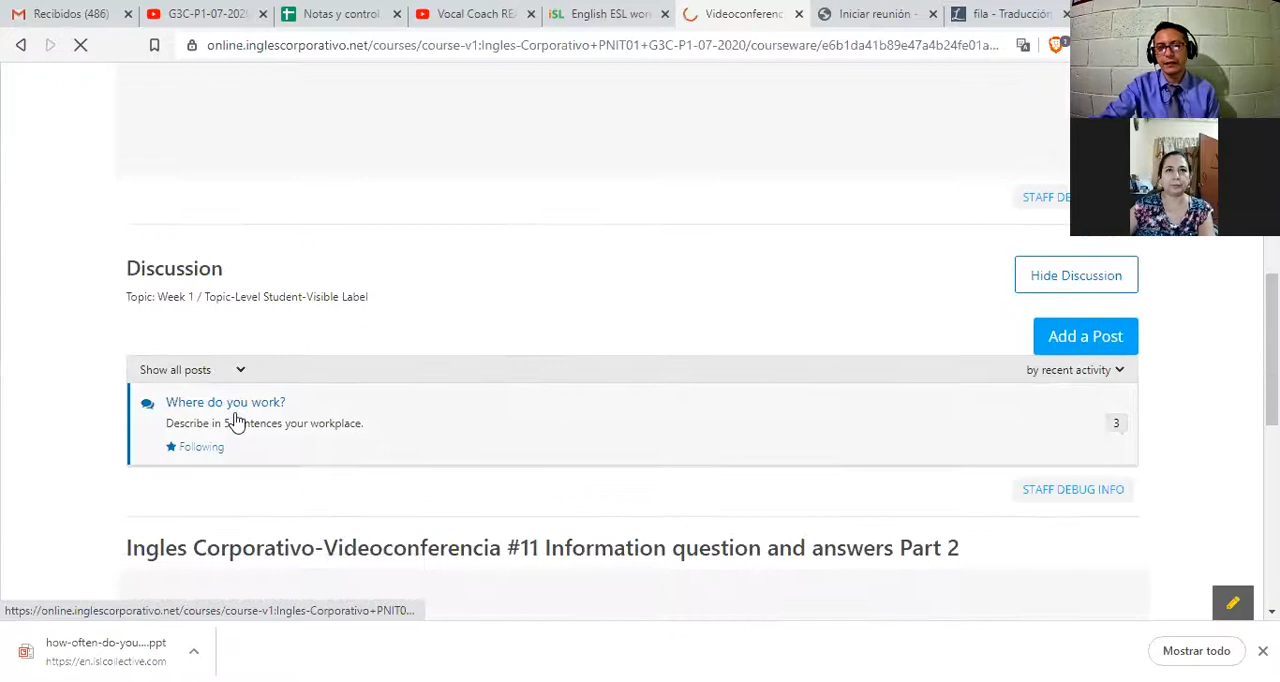 Recibidos (486)
G3C-P1-07-202
Notas y control
Vocal Coach RE
iSL English ESL wor
Videoconferenc
Iniciar reunión -
fila - Traducción
online.inglescorporativo.net/courses/course-v1:Ingles-Corporativo+PNIT01+G3C-P1-07-2020/courseware/e6b1da41b89e47a4b24fe01a...
STAFF DE
Discussion
Hide Discussion
Topic: Week 1 / Topic-Level Student-Visible Label
Add a Post
Show all posts
by recent activity
Where do you work?
Describe in 5 sentences your workplace.
3
Following
STAFF DEBUG INFO
Ingles Corporativo-Videoconferencia #11 Information question and answers Part 2
https://online.inglescorporativo.net/courses/course-v1:Ingles-Corporativo+PNIT0...
how-often-do-you....ppt
https://en.islcollective.com
Mostrar todo